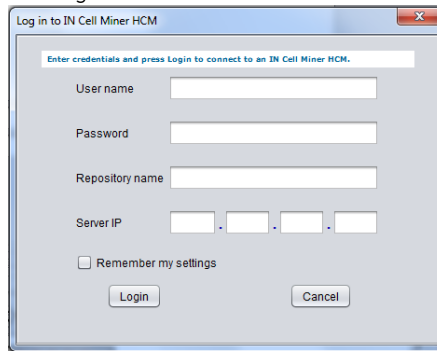 Log in to IN Cell Miner HCM
Enter credentials and press Login to connect to an IN Cell Miner HCM.
User name
Password
Repository name
Server IP . . .
Remember my settings
Login Cancel